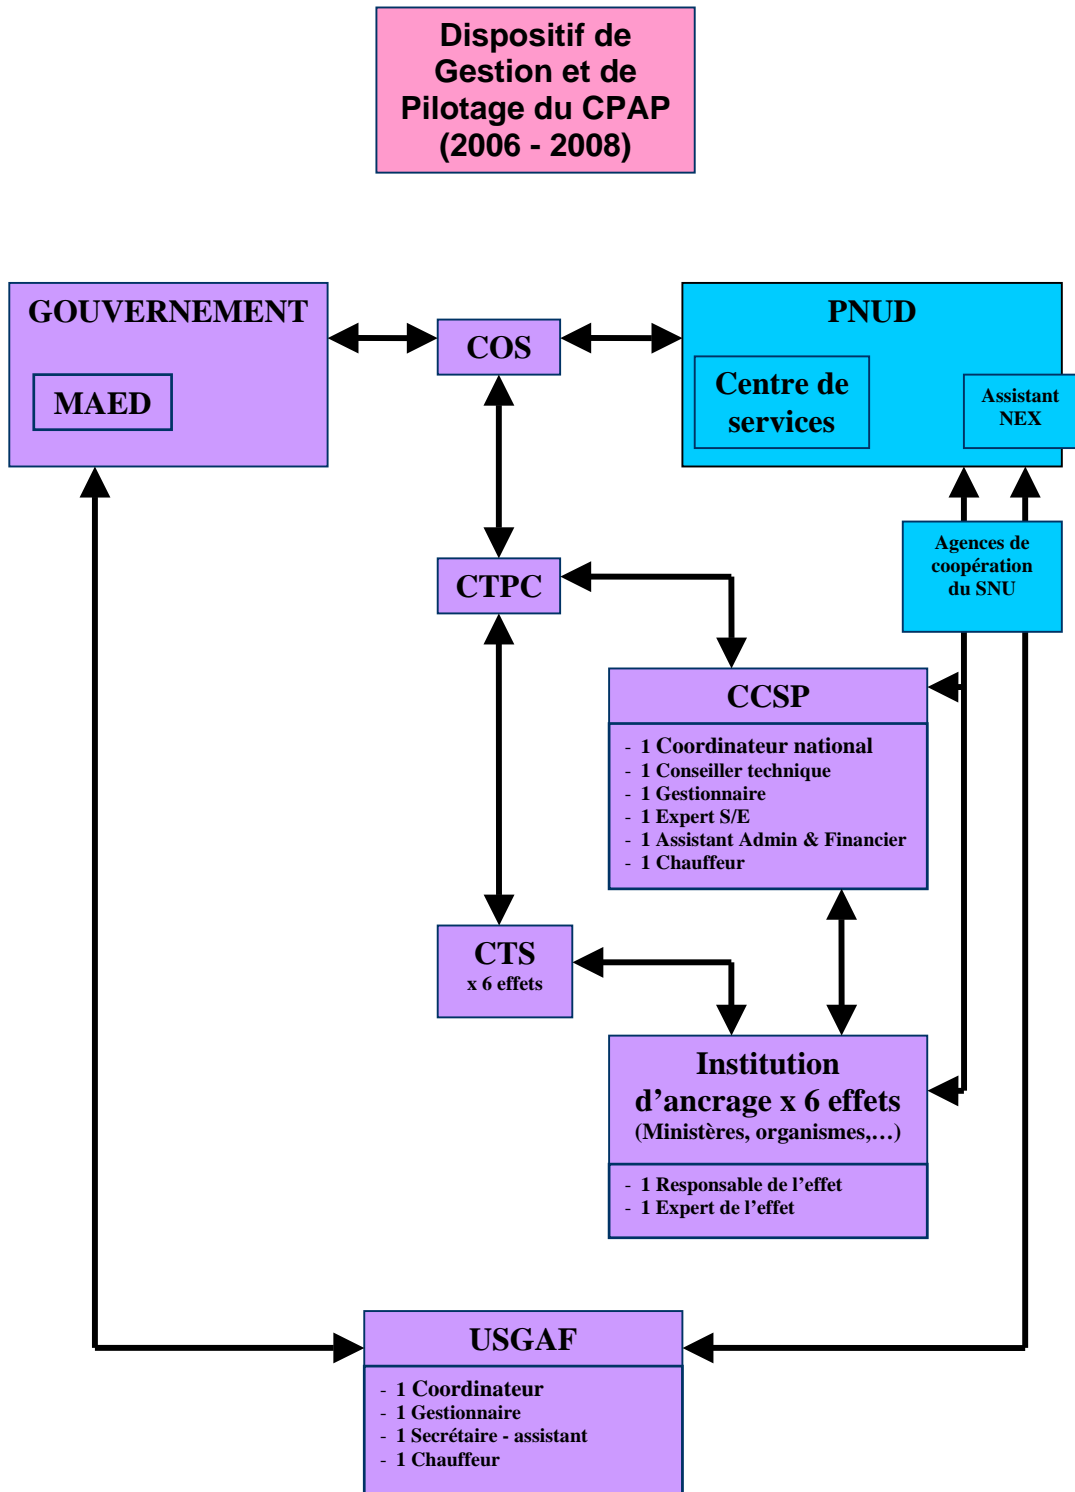 Dispositif de
Gestion et de
Pilotage du CPAP
(2006 - 2008)
GOUVERNEMENT
MAED
COS
PNUD
Centre de
services
Assistant
NEX
Agences de
coopération
du SNU
CTPC
CCSP
- 1 Coordinateur national
- 1 Conseiller technique
- 1 Gestionnaire
- 1 Expert S/E
- 1 Assistant Admin & Financier
- 1 Chauffeur
CTS
x 6 effets
Institution
d’ancrage x 6 effets
(Ministères, organismes,…)
- 1 Responsable de l’effet
- 1 Expert de l’effet
USGAF
- 1 Coordinateur
- 1 Gestionnaire
- 1 Secrétaire - assistant
- 1 Chauffeur